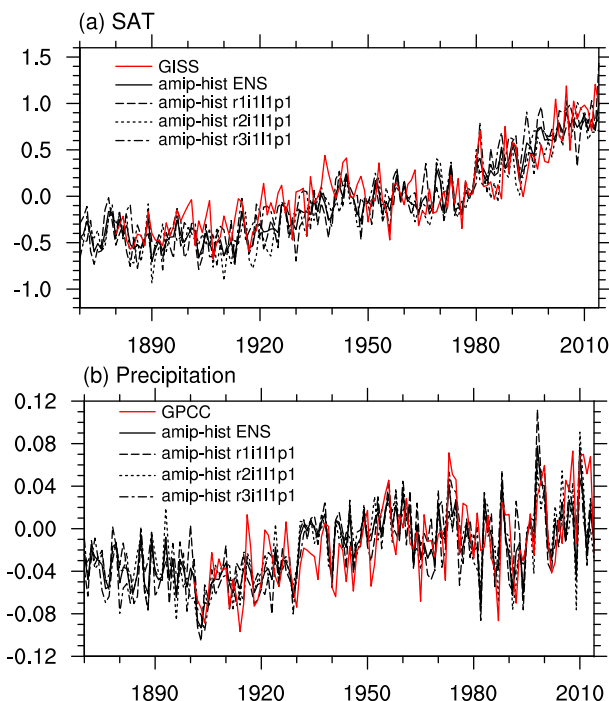 (a) SAT
1.5
GISS
amip-hist ENS
1.0
amip-hist r1i1l1p1
amip-hist r2i1l1p1
0.5
amip-hist r3i1l1p1
0.0
-0.5
-1.0
1890 1920 1950 1980 2010
(b) Precipitation
0.12
GPCC
amip-hist ENS
0.08
amip-hist r1i1l1p1
amip-hist r2i1l1p1
0.04
amip-hist r3i1l1p1
0.00
-0.04
-0.08
-0.12
1890 1920 1950 1980 2010